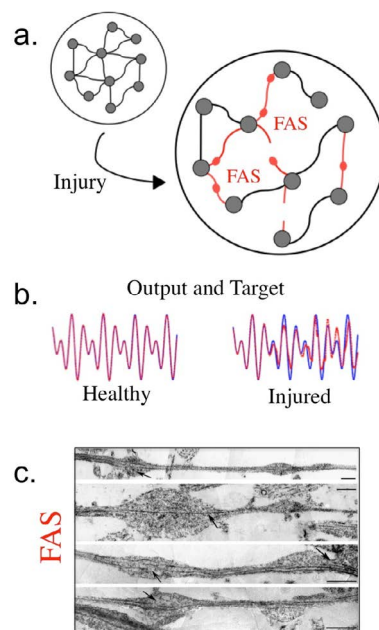 a.
FAS
FAS
Injury
b.
Output and Target
Healthy
Injured
c.
FAS